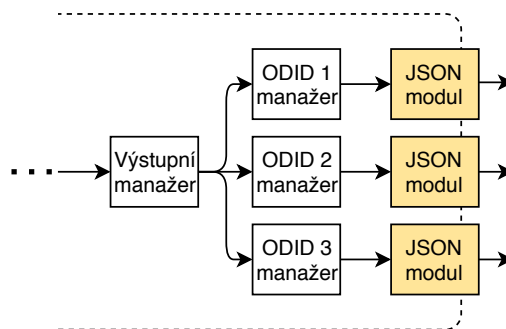 ODID 1
manažer
JSON
modul
Výstupní
manažer
ODID 2
manažer
JSON
modul
ODID 3
manažer
JSON
modul